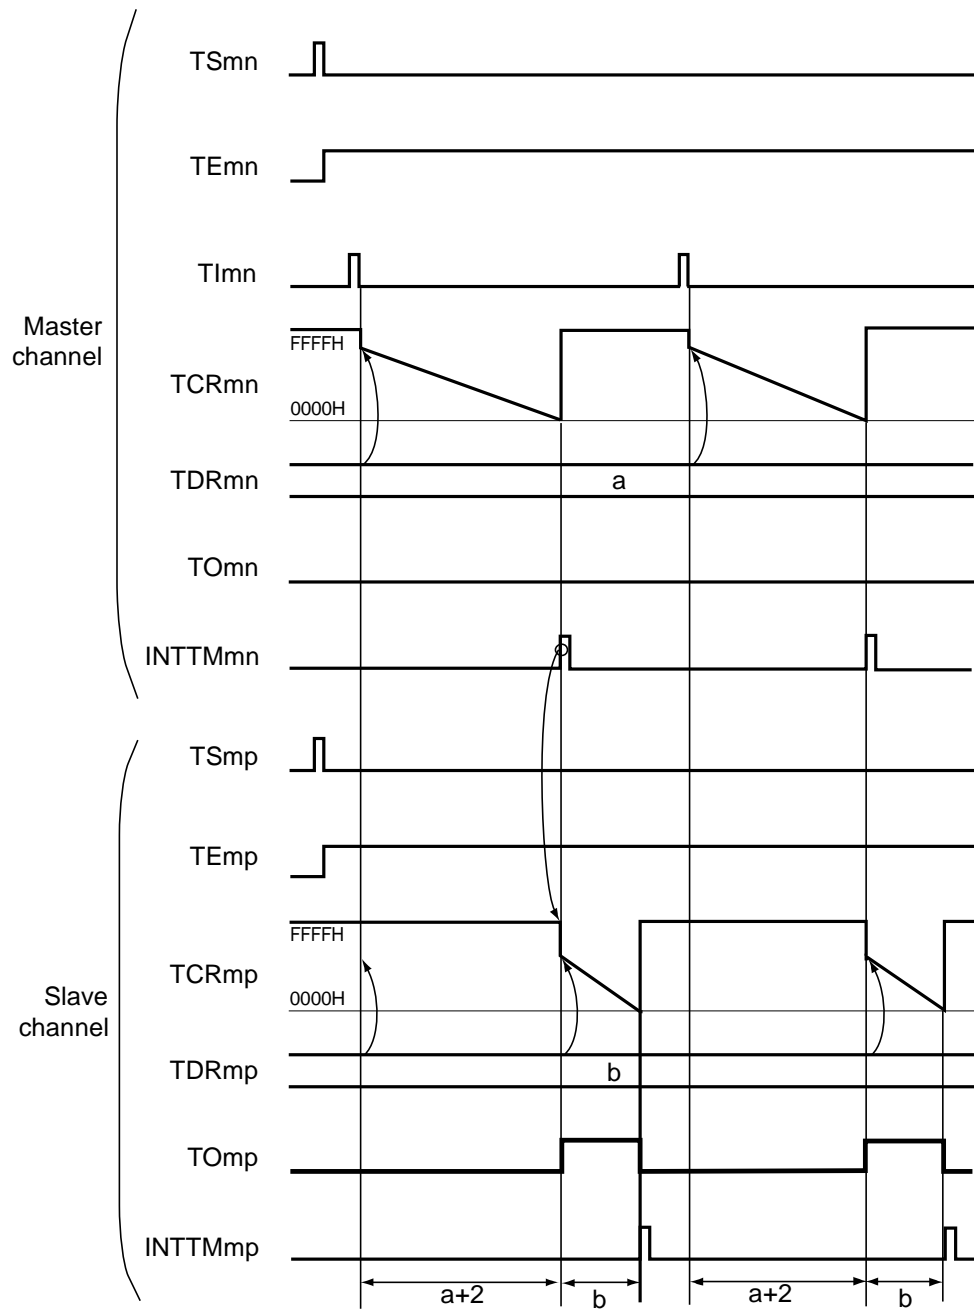 TSmn
TEmn
TImn
Master
channel
FFFFH
TCRmn
0000H
TDRmn
a
TOmn
INTTMmn
TSmp
TEmp
FFFFH
TCRmp
0000H
Slave
channel
TDRmp
b
TOmp
INTTMmp
a+2 b a+2 b